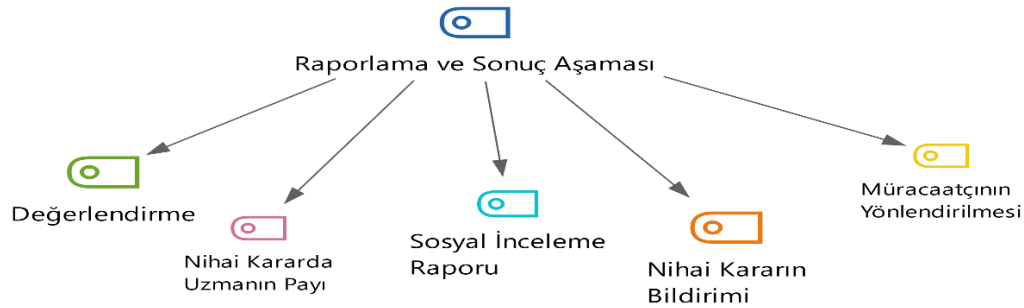 Raporlama ve Sonuç Aşaması
Değerlendirme
Nihai Kararda
Uzmanın Payı
Sosyal İnceleme
Raporu
Nihai Kararın
Bildirimi
Müracaatçının
Yönlendirilmesi